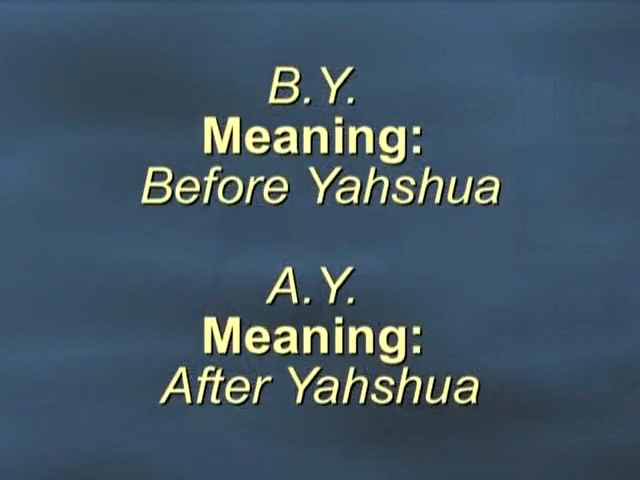 B.Y.
Meaning:
Before Yahshua
A.Y.
Meaning:
After Yahshua